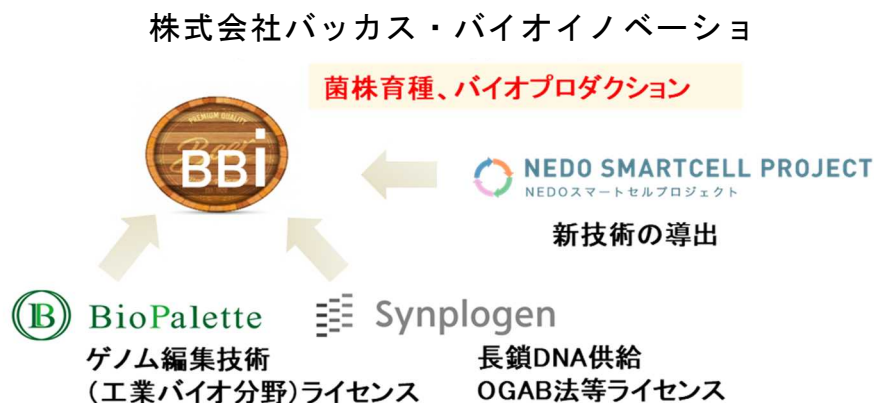 株式会社バッカス・バイオイノベーショ
菌株育種、バイオプロダクション
PREMIUM QUALITY
Beer
BBi
NEDO SMARTCELL PROJECT
NEDOスマートセルプロジェクト
新技術の導出
B
BioPalette
Synplogen
ゲノム編集技術
(工業バイオ分野)ライセンス
長鎖DNA供給
OGAB法等ライセンス